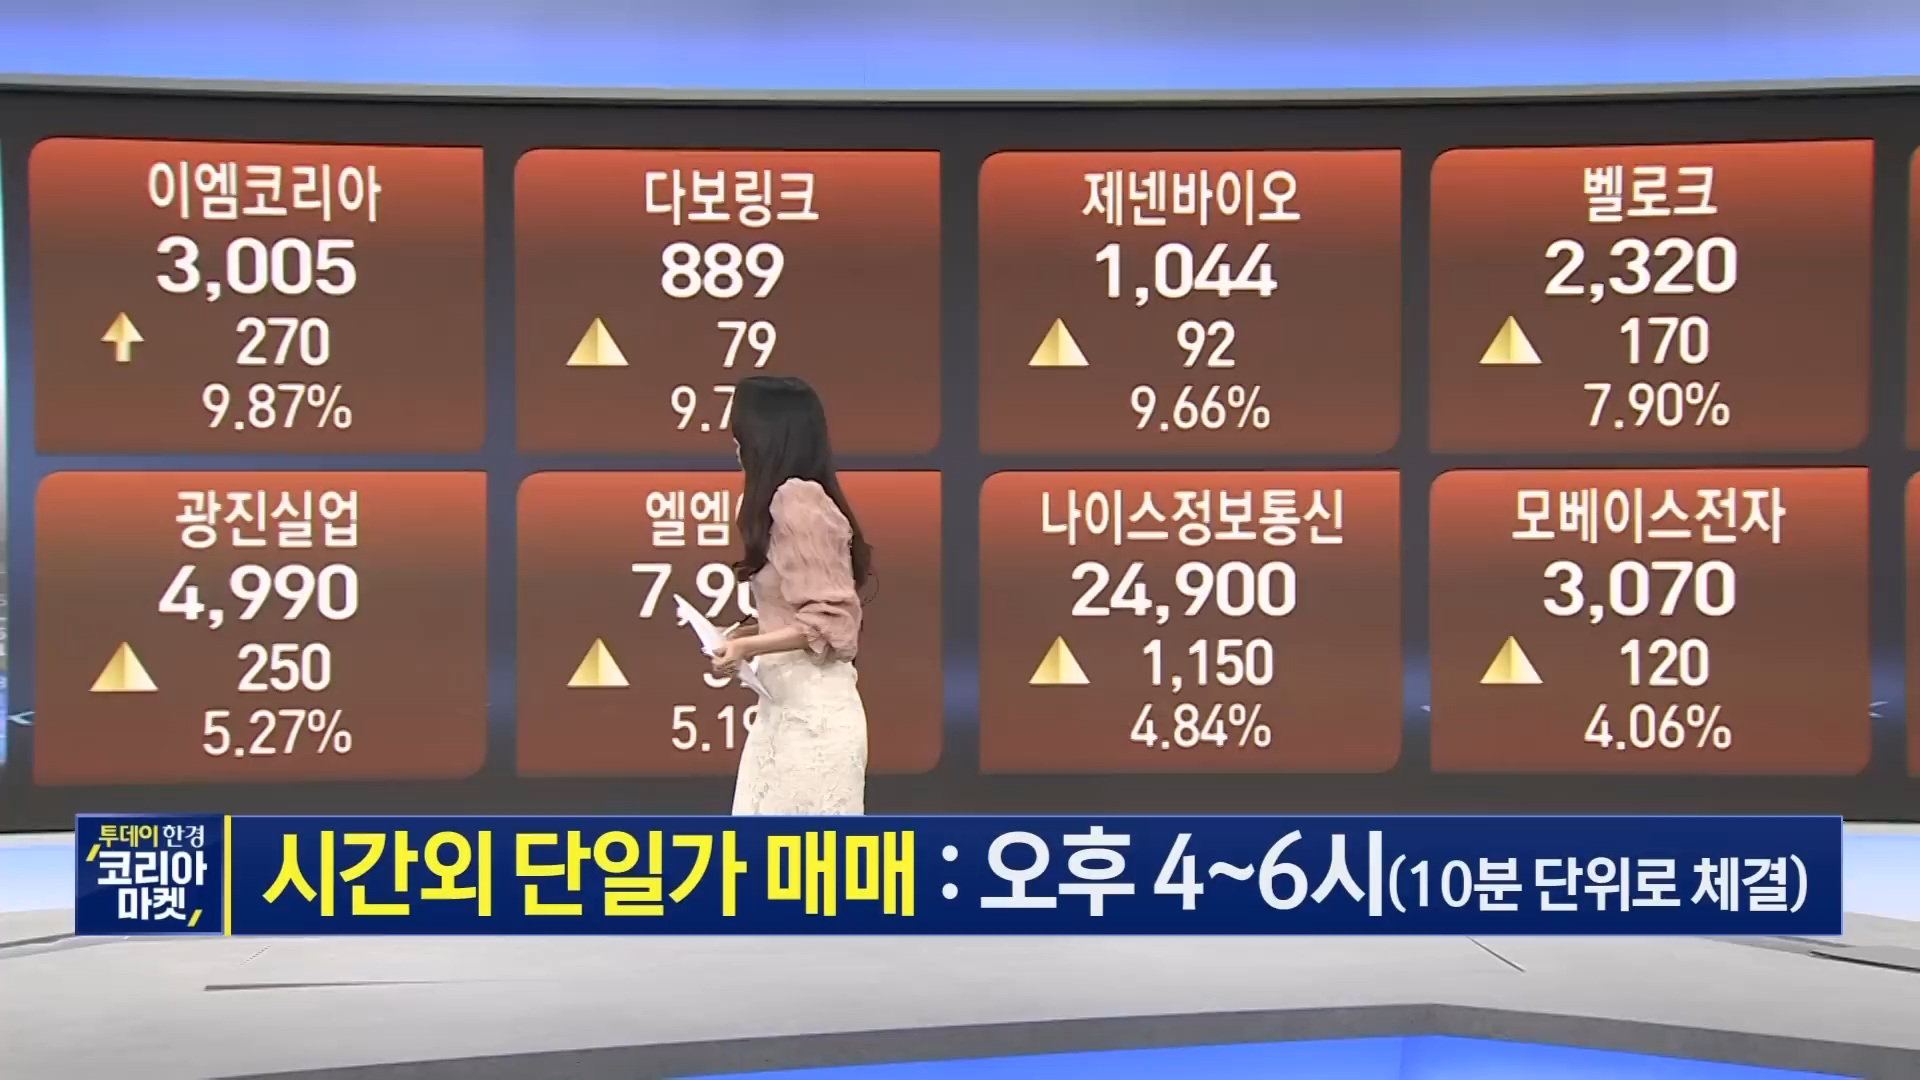 이엠코리아
3,005
270
9.87%
다보링크
889
79
제넨바이오
1,044
92
9.66%
벨로크
2,320
170
7.90%
광진실업
4,990
250
5.27%
나이스정보통신
24,900
1,150
4.84%
모베이스전자
3,070
120
4.06%
투데이 한경
코리아
마켓
시간외 단일가 매매 : 오후 4~6시(10분 단위로 체결)